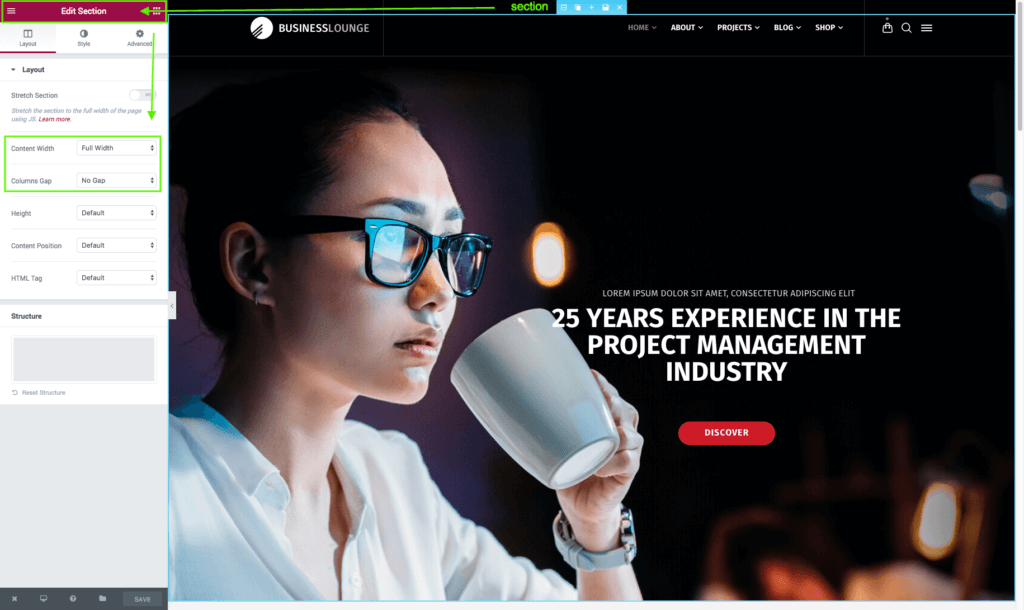 section
Edit Section
Layout
Style
Advanced
Layout
Stretch Section
Stretch the section to the full width of the page
using JS. Learn more.
Content Width
Full Width
Columns Gap
No Gap
Height
Default
Content Position
Default
HTML Tag
Default
Structure
Reset Structure
SAVE
BUSINESSLOUNGE
HOME
ABOUT
PROJECTS
BLOG
SHOP
LOREM IPSUM DOLOR SIT AMET, CONSECTETUR ADIPISCING ELIT
25 YEARS EXPERIENCE IN THE
PROJECT MANAGEMENT
INDUSTRY
DISCOVER